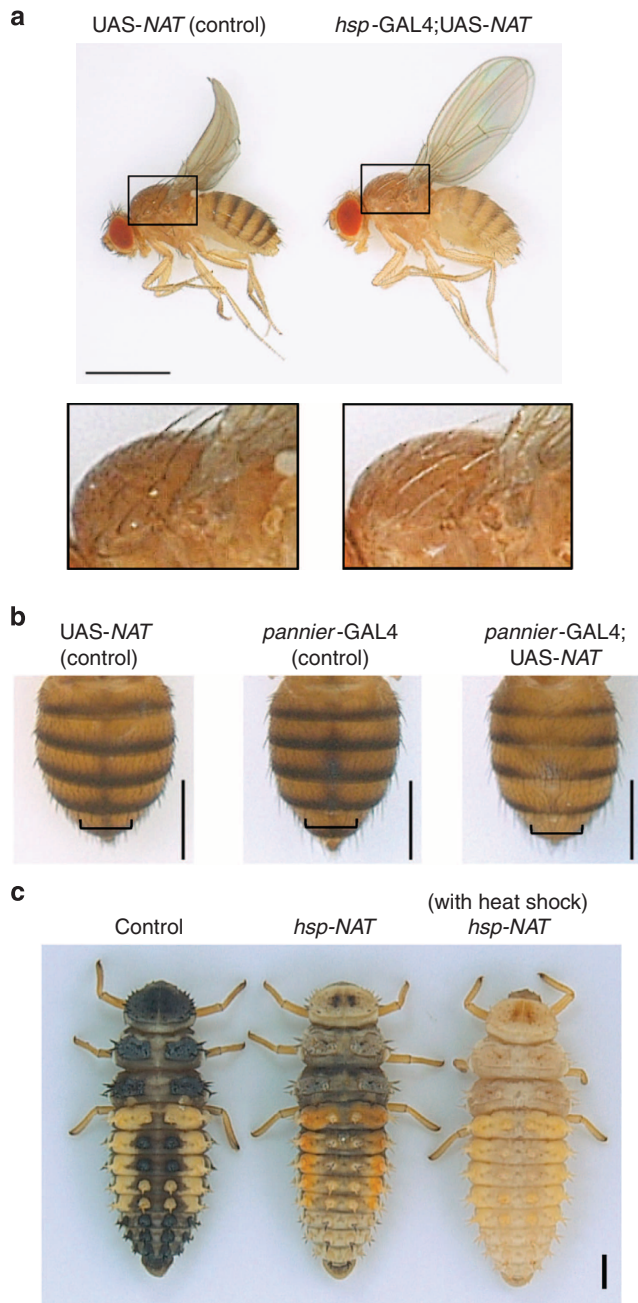 a
UAS-NAT (control)
hsp-GAL4;UAS-NAT
b
UAS-NAT
(control)
pannier-GAL4
(control)
pannier-GAL4;
UAS-NAT
c
Control
hsp-NAT
(with heat shock)
hsp-NAT